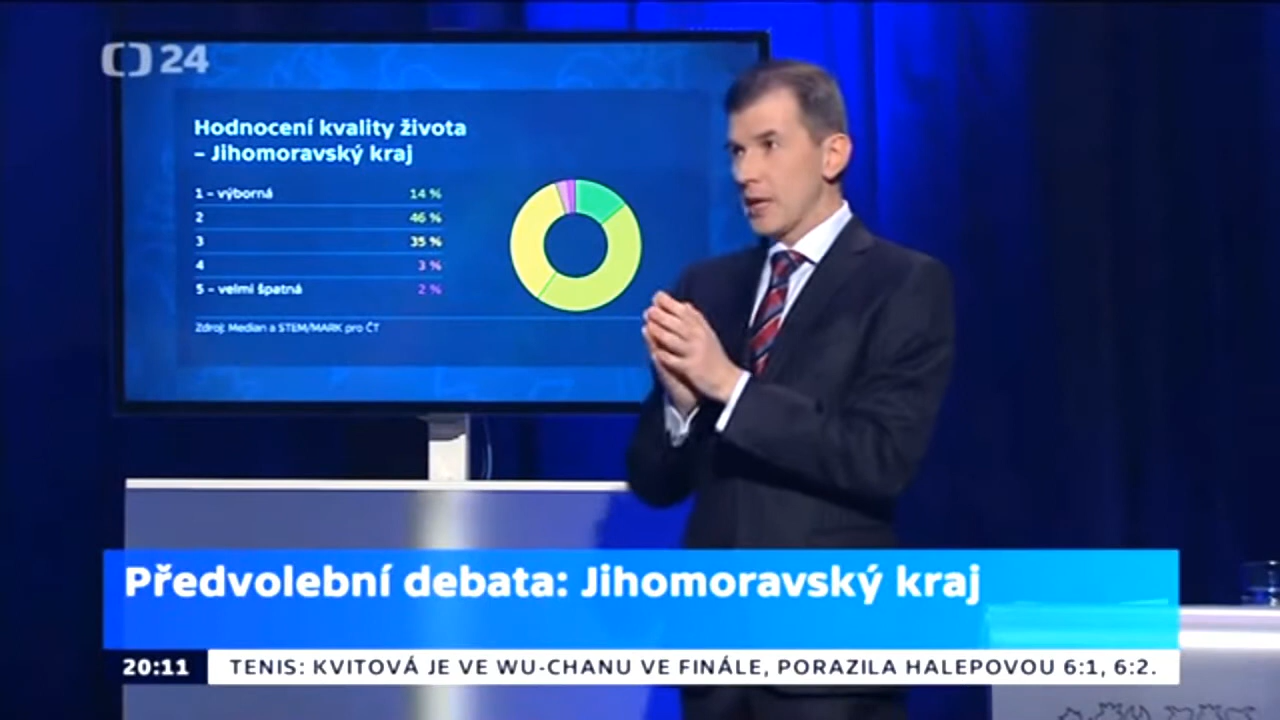 24
Hodnocení kvality života
– Jihomoravský kraj
1 – výborná 14 %
2 46 %
3 35 %
4 3 %
5 – velmi špatná 2 %
Zdroj: Median a STEM/MARK pro ČT
Předvolební debata: Jihomoravský kraj
20:11 TENIS: KVITOVÁ JE VE WU-CHANU VE FINÁLE, PORAZILA HALEPOVOU 6:1, 6:2.